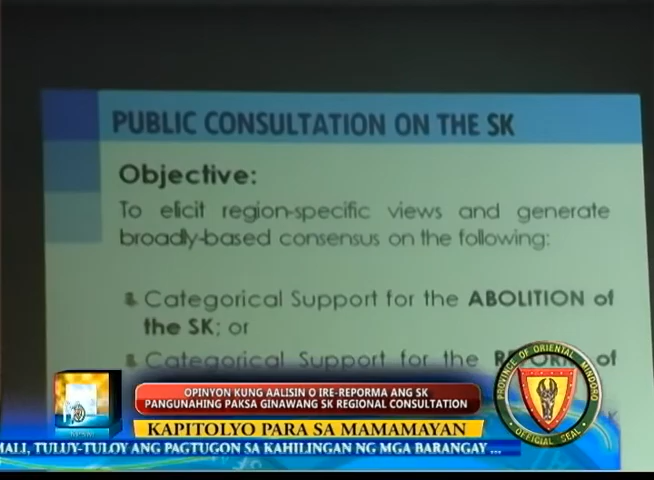 PUBLIC CONSULTATION ON THE SK
Objective:
To elicit region-specific views and generate
broadly-based consensus on the following:
Categorical Support for the ABOLITION of
the SK; or
Categorical Support for the of
OPINYON KUNG AALISIN O IRE-REPORMA ANG SK
PANGUNAHING PAKSA GINAWANG SK REGIONAL CONSULTATION
KAPITOLYO PARA SA MAMAMAYAN
MALI, TULUY-TULOY ANG PAGTUGON SA KAHILINGAN NG MGA BARANGAY ...
PROVINCE OF ORIENTAL MINDORO
OFFICIAL SEAL